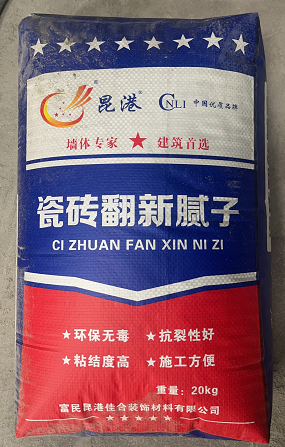 昆港® CNLI 中国优质品牌
墙体专家 ★ 建筑首选
瓷砖翻新腻子
CI ZHUAN FAN XIN NI ZI
★环保无毒 ★抗裂性好
★粘结度高 ★施工方便
重量：20kg
富民昆港佳合装饰材料有限公司